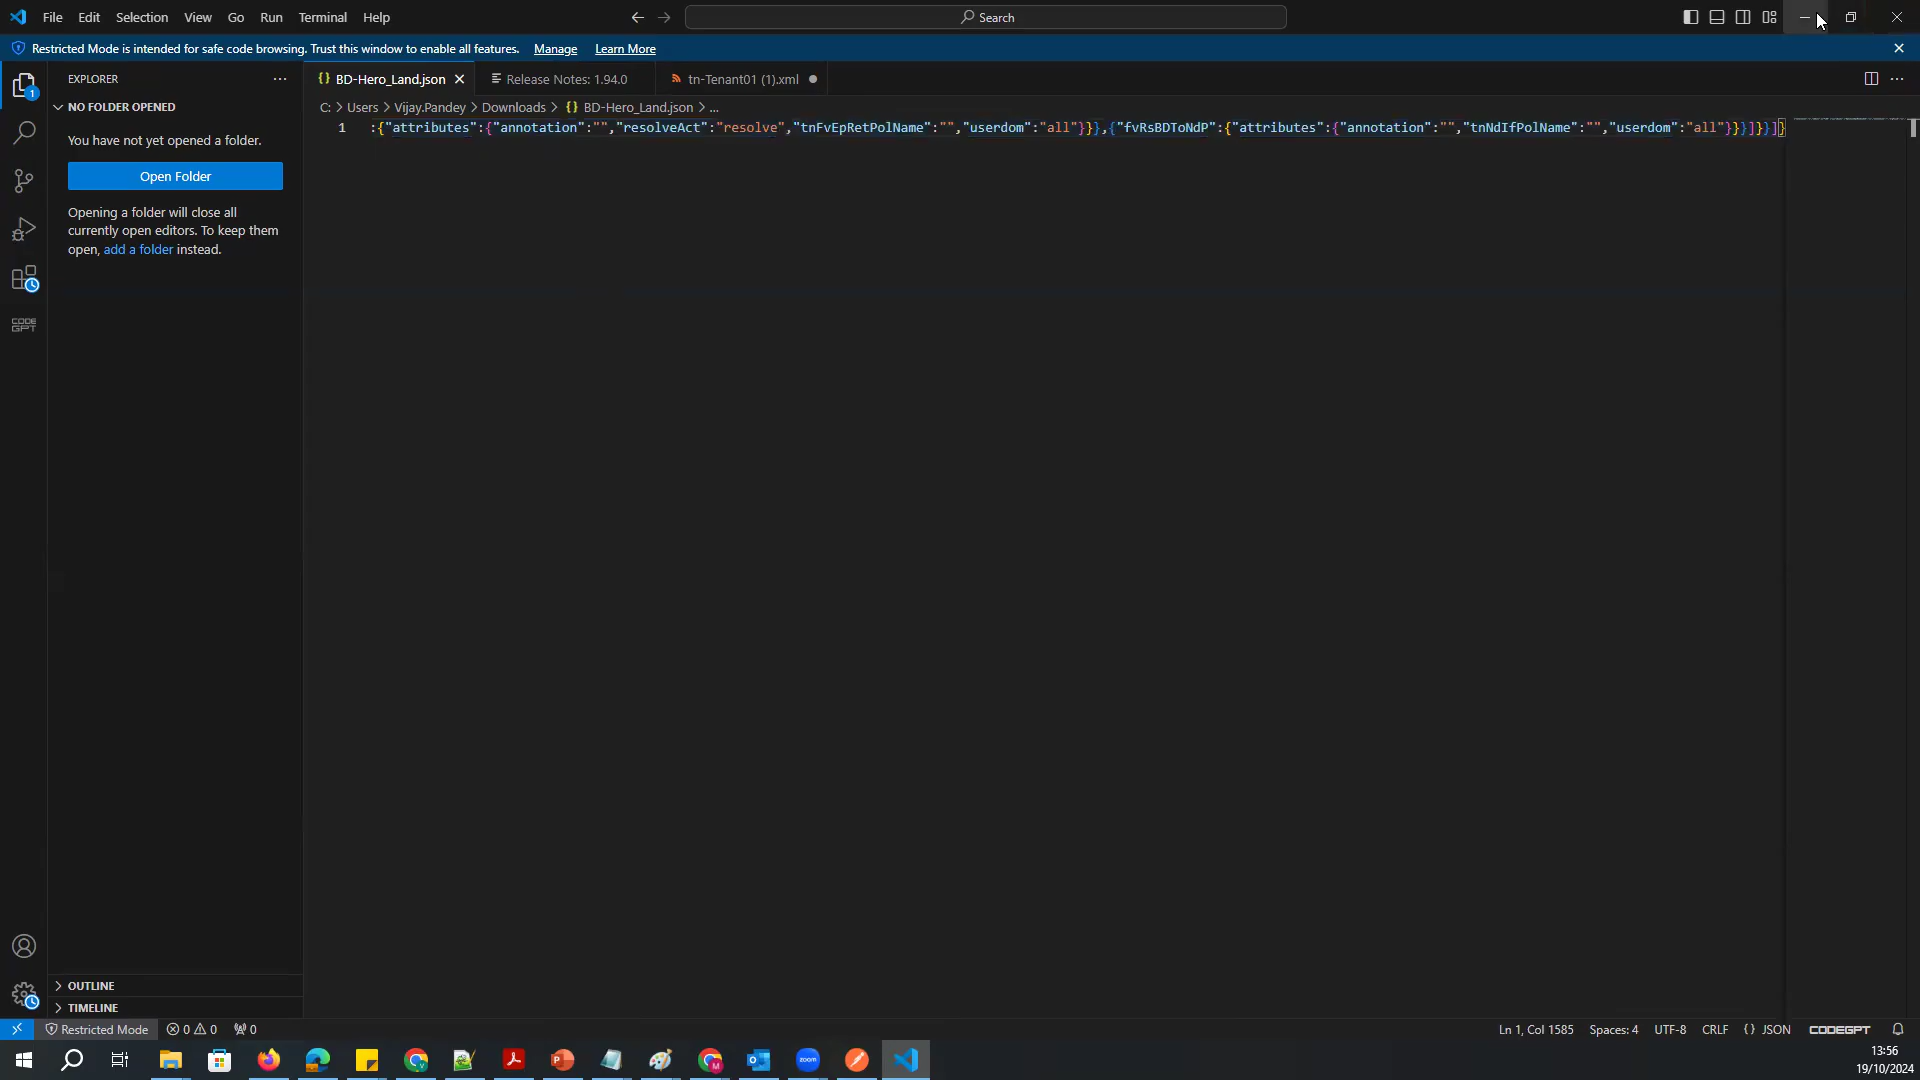 File Edit Selection View Go Run Terminal Help
Search
Restricted Mode is intended for safe code browsing. Trust this window to enable all features. Manage Learn More
EXPLORER
BD-Hero_Land.json
Release Notes: 1.94.0
tn-Tenant01 (1).xml
NO FOLDER OPENED
C: > Users > Vijay.Pandey > Downloads > {} BD-Hero_Land.json > ...
1 :{"attributes":{"annotation":"","resolveAct":"resolve","tnFvEpRetPolName":"","userdom":"all"}}},{"fvRsBDToNdP":{"attributes":{"annotation":"","tnNdIfPolName":"","userdom":"all"}}}]}}]}
You have not yet opened a folder.
Open Folder
Opening a folder will close all
currently open editors. To keep them
open, add a folder instead.
1
CODE
GPT
OUTLINE
TIMELINE
Restricted Mode
0 0 0
Ln 1, Col 1585 Spaces: 4 UTF-8 CRLF {} JSON CODEGPT
zoom
13:56
19/10/2024